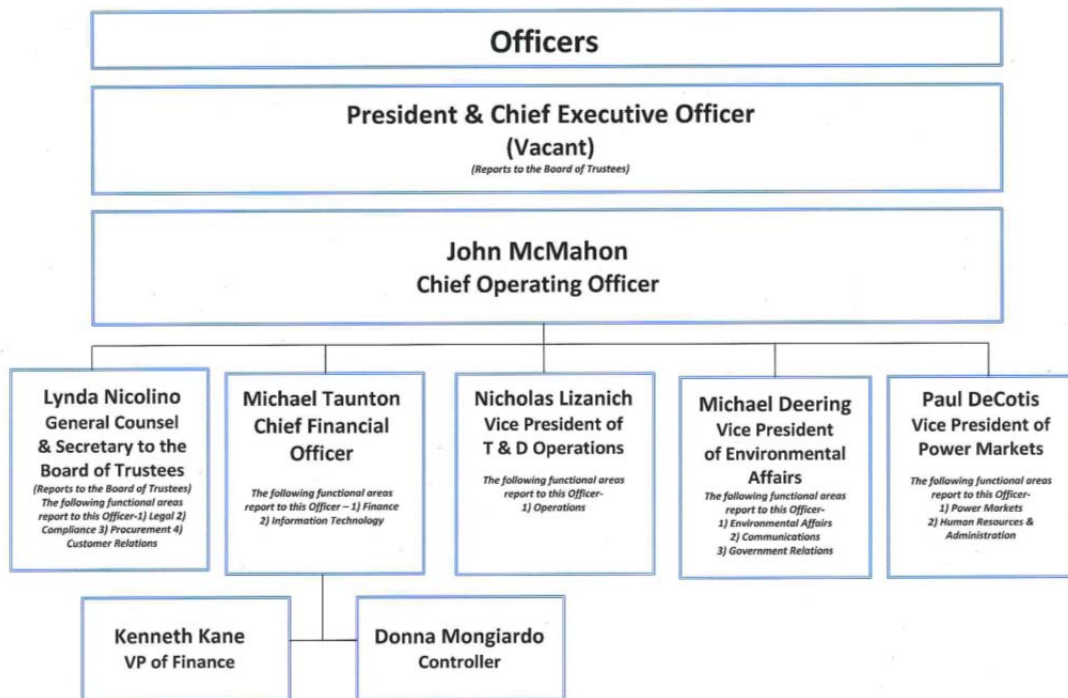 Officers
President & Chief Executive Officer
(Vacant)
(Reports to the Board of Trustees)
John McMahon
Chief Operating Officer
Lynda Nicolino
General Counsel
& Secretary to the
Board of Trustees
(Reports to the Board of Trustees)
The following functional areas
report to this Officer-1) Legal 2)
Compliance 3) Procurement 4)
Customer Relations
Michael Taunton
Chief Financial
Officer
The following functional areas
report to this Officer – 1) Finance
2) Information Technology
Nicholas Lizanich
Vice President of
T & D Operations
The following functional areas
report to this Officer-
1) Operations
Michael Deering
Vice President
of Environmental
Affairs
The following functional areas
report to this Officer-
1) Environmental Affairs
2) Communications
3) Government Relations
Paul DeCotis
Vice President of
Power Markets
The following functional areas
report to this Officer-
1) Power Markets
2) Human Resources &
Administration
Kenneth Kane
VP of Finance
Donna Mongiardo
Controller